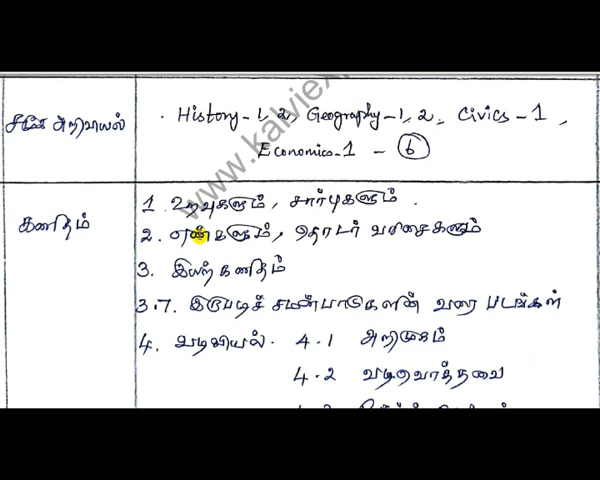 சமூக அறிவியல்
History - 1, 2, Geography - 1, 2, Civics - 1,
Economics - 1 - 6
கணிதம்
1. உறவுகளும், சார்புகளும்
2. எண்களும், தொடர் வரிசைகளும்
3. இயற்கணிதம்
3.7. இருபடிச் சமன்பாடுகளின் வரை படங்கள்
4. வடிவியல். 4.1 அறிமுகம்
4.2 வடிவொத்தவை
www.kalviex